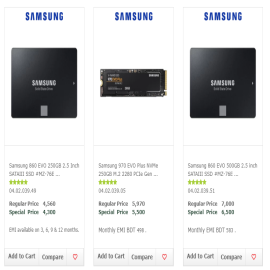 SAMSUNG
SAMSUNG
Samsung 860 EVO 250GB 2.5 Inch
SATAIII SSD #MZ-76E ...
04.02.039.49
Regular Price 4,560
Special Price 4,300
EMI available on 3, 6, 9 & 12 months.
Add to Cart Compare
SAMSUNG
Samsung 970 EVO Plus NVMe
250GB M.2 2280 PCIe Gen ...
04.02.039.05
Regular Price 5,970
Special Price 5,500
Monthly EMI BDT 498.
Add to Cart Compare
SAMSUNG
SAMSUNG
Samsung 860 EVO 500GB 2.5 Inch
SATAIII SSD #MZ-76E ...
04.02.039.51
Regular Price 7,000
Special Price 6,500
Monthly EMI BDT 583.
Add to Cart Compare